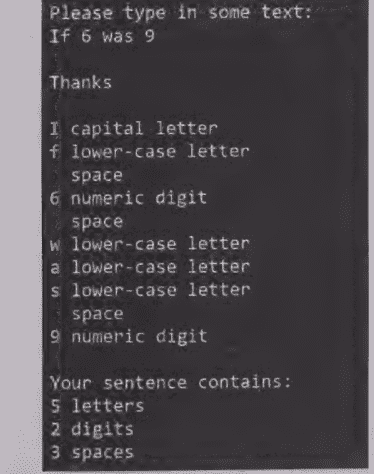 Please type in some text:
If 6 was 9
Thanks
I capital letter
f lower-case letter
space
6 numeric digit
space
w lower-case letter
a lower-case letter
s lower-case letter
space
9 numeric digit
Your sentence contains:
5 letters
2 digits
3 spaces